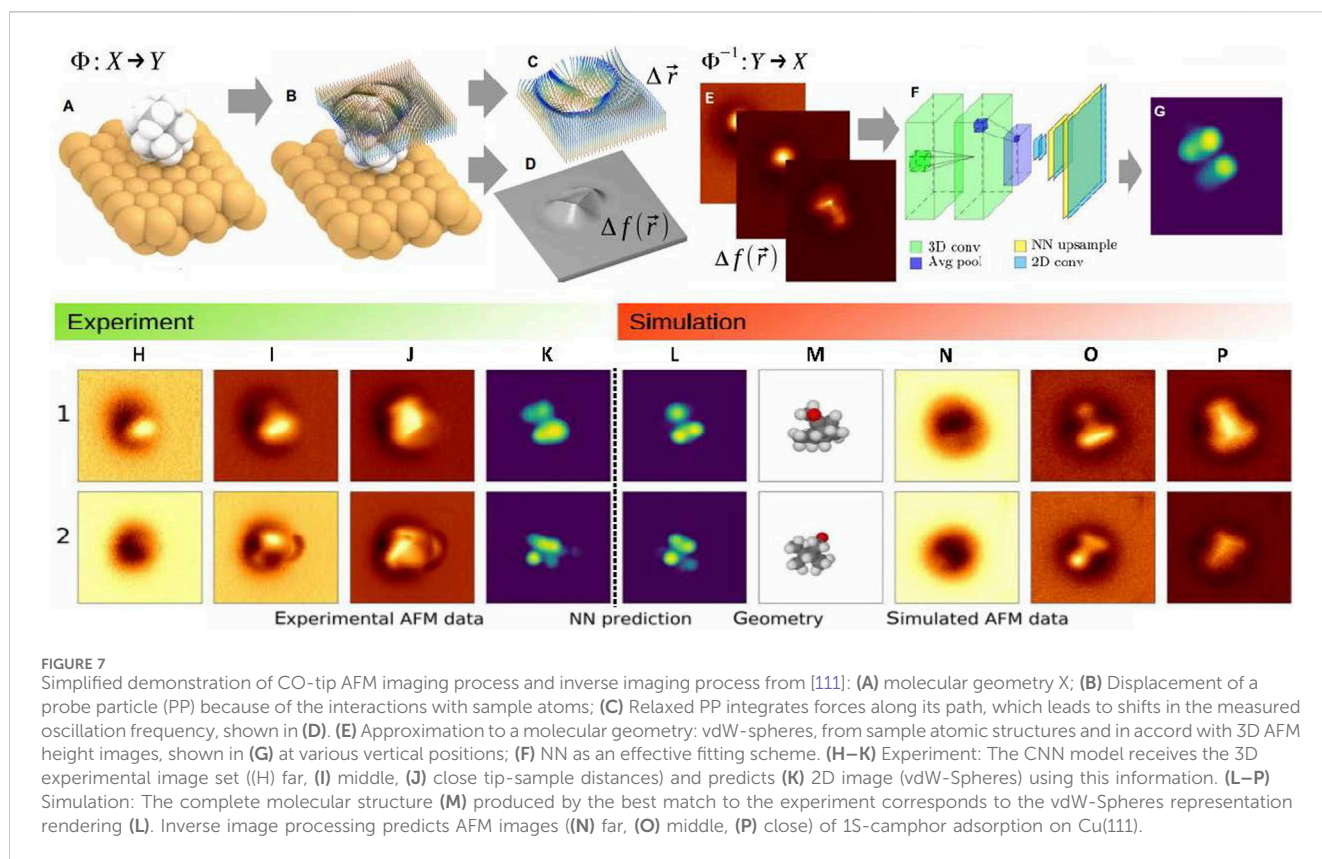 Φ: X → Y
A
B
C
Δr⃗
D
Δf(r⃗)
Φ⁻¹: Y → X
E
Δf(r⃗)
F
3D conv
Avg pool
NN upsample
2D conv
G
Experiment
Simulation
H I J K L M N O P
1
2
Experimental AFM data NN prediction Geometry Simulated AFM data
FIGURE 7
Simplified demonstration of CO-tip AFM imaging process and inverse imaging process from [111]: (A) molecular geometry X; (B) Displacement of a
probe particle (PP) because of the interactions with sample atoms; (C) Relaxed PP integrates forces along its path, which leads to shifts in the measured
oscillation frequency, shown in (D). (E) Approximation to a molecular geometry: vdW-spheres, from sample atomic structures and in accord with 3D AFM
height images, shown in (G) at various vertical positions; (F) NN as an effective fitting scheme. (H–K) Experiment: The CNN model receives the 3D
experimental image set ((H) far, (I) middle, (J) close tip-sample distances) and predicts (K) 2D image (vdW-Spheres) using this information. (L–P)
Simulation: The complete molecular structure (M) produced by the best match to the experiment corresponds to the vdW-Spheres representation
rendering (L). Inverse image processing predicts AFM images ((N) far, (O) middle, (P) close) of 1S-camphor adsorption on Cu(111).